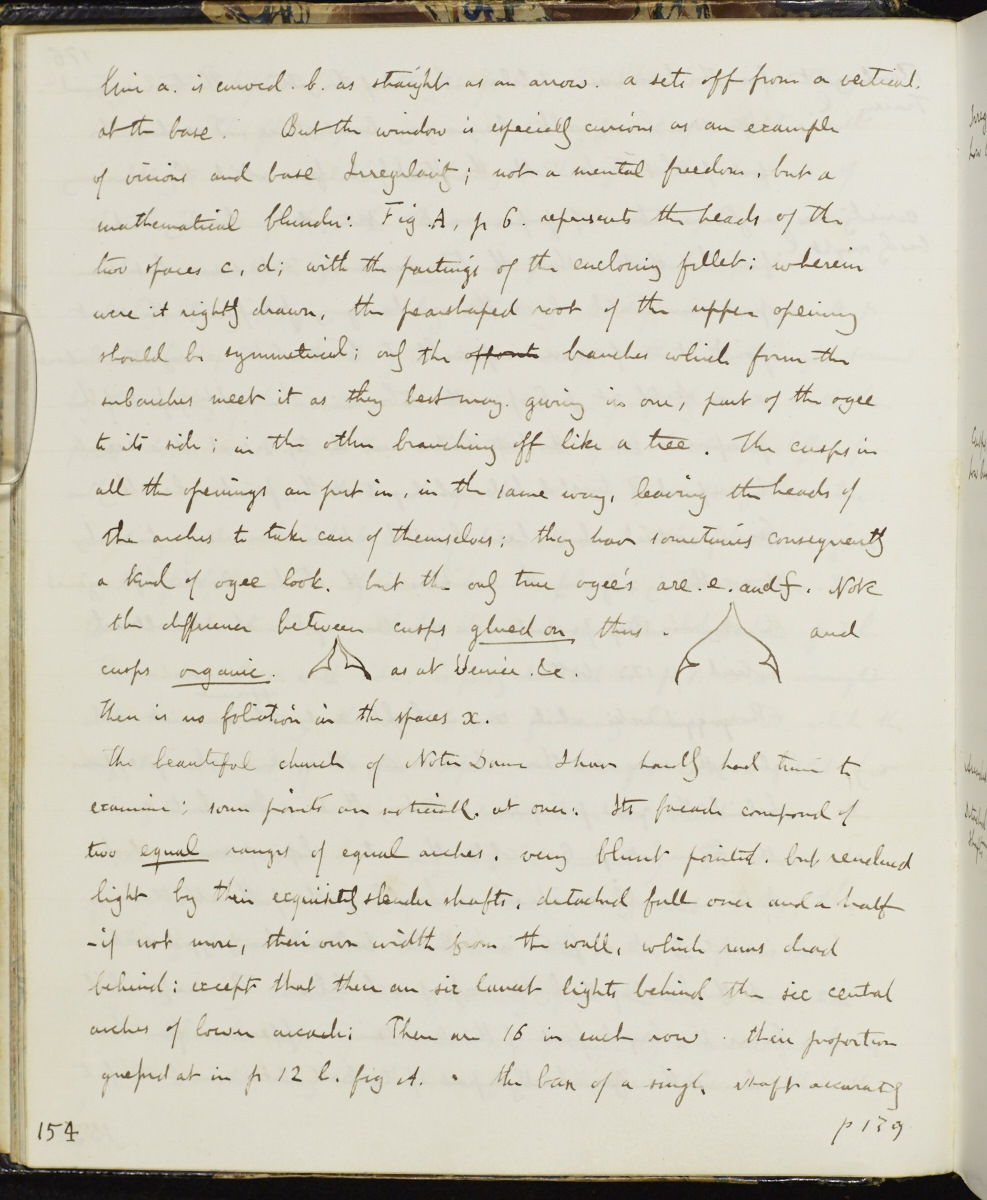 line a. is curved. b. as straight as an arrow. a sets off from a vertical.
at the base. But the window is especially curious as an example
of vicious and base Irregularity; not a mental freedom, but a
mathematical blunder: Fig. A, p 6. represents the heads of the
two spaces c, d; with the partings of the enclosing fillet: wherein
were it rightly drawn, the pearshaped root of the upper opening
should be symmetrical; only the branches which form the
subarches meet it as they best may. giving in one, part of the ogee
to its side; in the other branching off like a tree. The cusps in
all the openings are put in, in the same way, leaving the heads of
the arches to take care of themselves: they have sometimes consequently
a kind of ogee look. but the only true ogee's are. e. and f. Note
the difference between cusps glued on, thus. and
cusps organic. as at Venice. &c.
There is no foliation in the spaces x.
The beautiful church of Notre Dame I have hardly had time to
examine; some points are noticeable. at once: Its facade composed of
two equal ranges of equal arches. very blunt pointed. but rendered
light by their exquisitely slender shafts, detached full once and a half
- if not more, their own width from the wall, which runs dead
behind: except that there are six lancet lights behind the six central
arches of lower arcade; There are 16 in each row. their proportion
guessed at in p 12 l. fig A. the base of a single shaft accurately
154 p 159